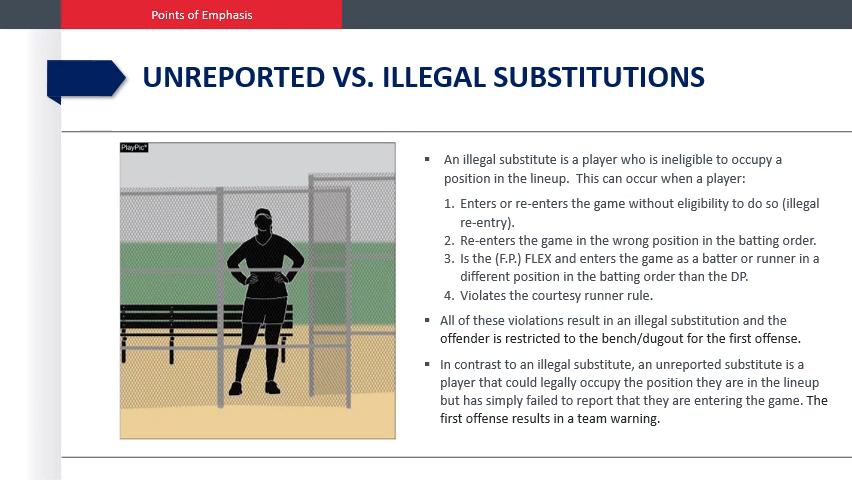 Points of Emphasis
UNREPORTED VS. ILLEGAL SUBSTITUTIONS
PlayPic®
▪ An illegal substitute is a player who is ineligible to occupy a
position in the lineup. This can occur when a player:
1. Enters or re-enters the game without eligibility to do so (illegal
re-entry).
2. Re-enters the game in the wrong position in the batting order.
3. Is the (F.P.) FLEX and enters the game as a batter or runner in a
different position in the batting order than the DP.
4. Violates the courtesy runner rule.
▪ All of these violations result in an illegal substitution and the
offender is restricted to the bench/dugout for the first offense.
▪ In contrast to an illegal substitute, an unreported substitute is a
player that could legally occupy the position they are in the lineup
but has simply failed to report that they are entering the game. The
first offense results in a team warning.